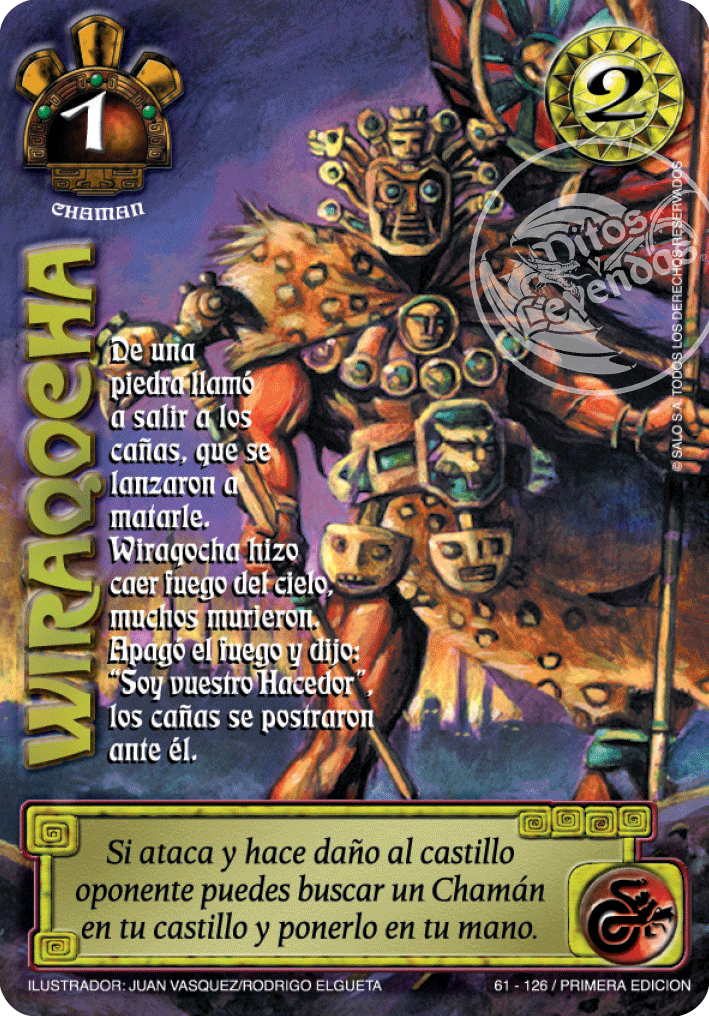 1
2
CHAMAN
WIRAQOCHA
Mitos
y
Leyendas
© SALO S.A. TODOS LOS DERECHOS RESERVADOS
De una
piedra llamó
a salir a los
cañas, que se
lanzaron a
matarle.
Wiraqocha hizo
caer fuego del cielo,
muchos murieron.
Apagó el fuego y dijo:
“Soy vuestro Hacedor”,
los cañas se postraron
ante él.
Si ataca y hace daño al castillo
oponente puedes buscar un Chamán
en tu castillo y ponerlo en tu mano.
ILUSTRADOR: JUAN VASQUEZ/RODRIGO ELGUETA
61 - 126 / PRIMERA EDICION